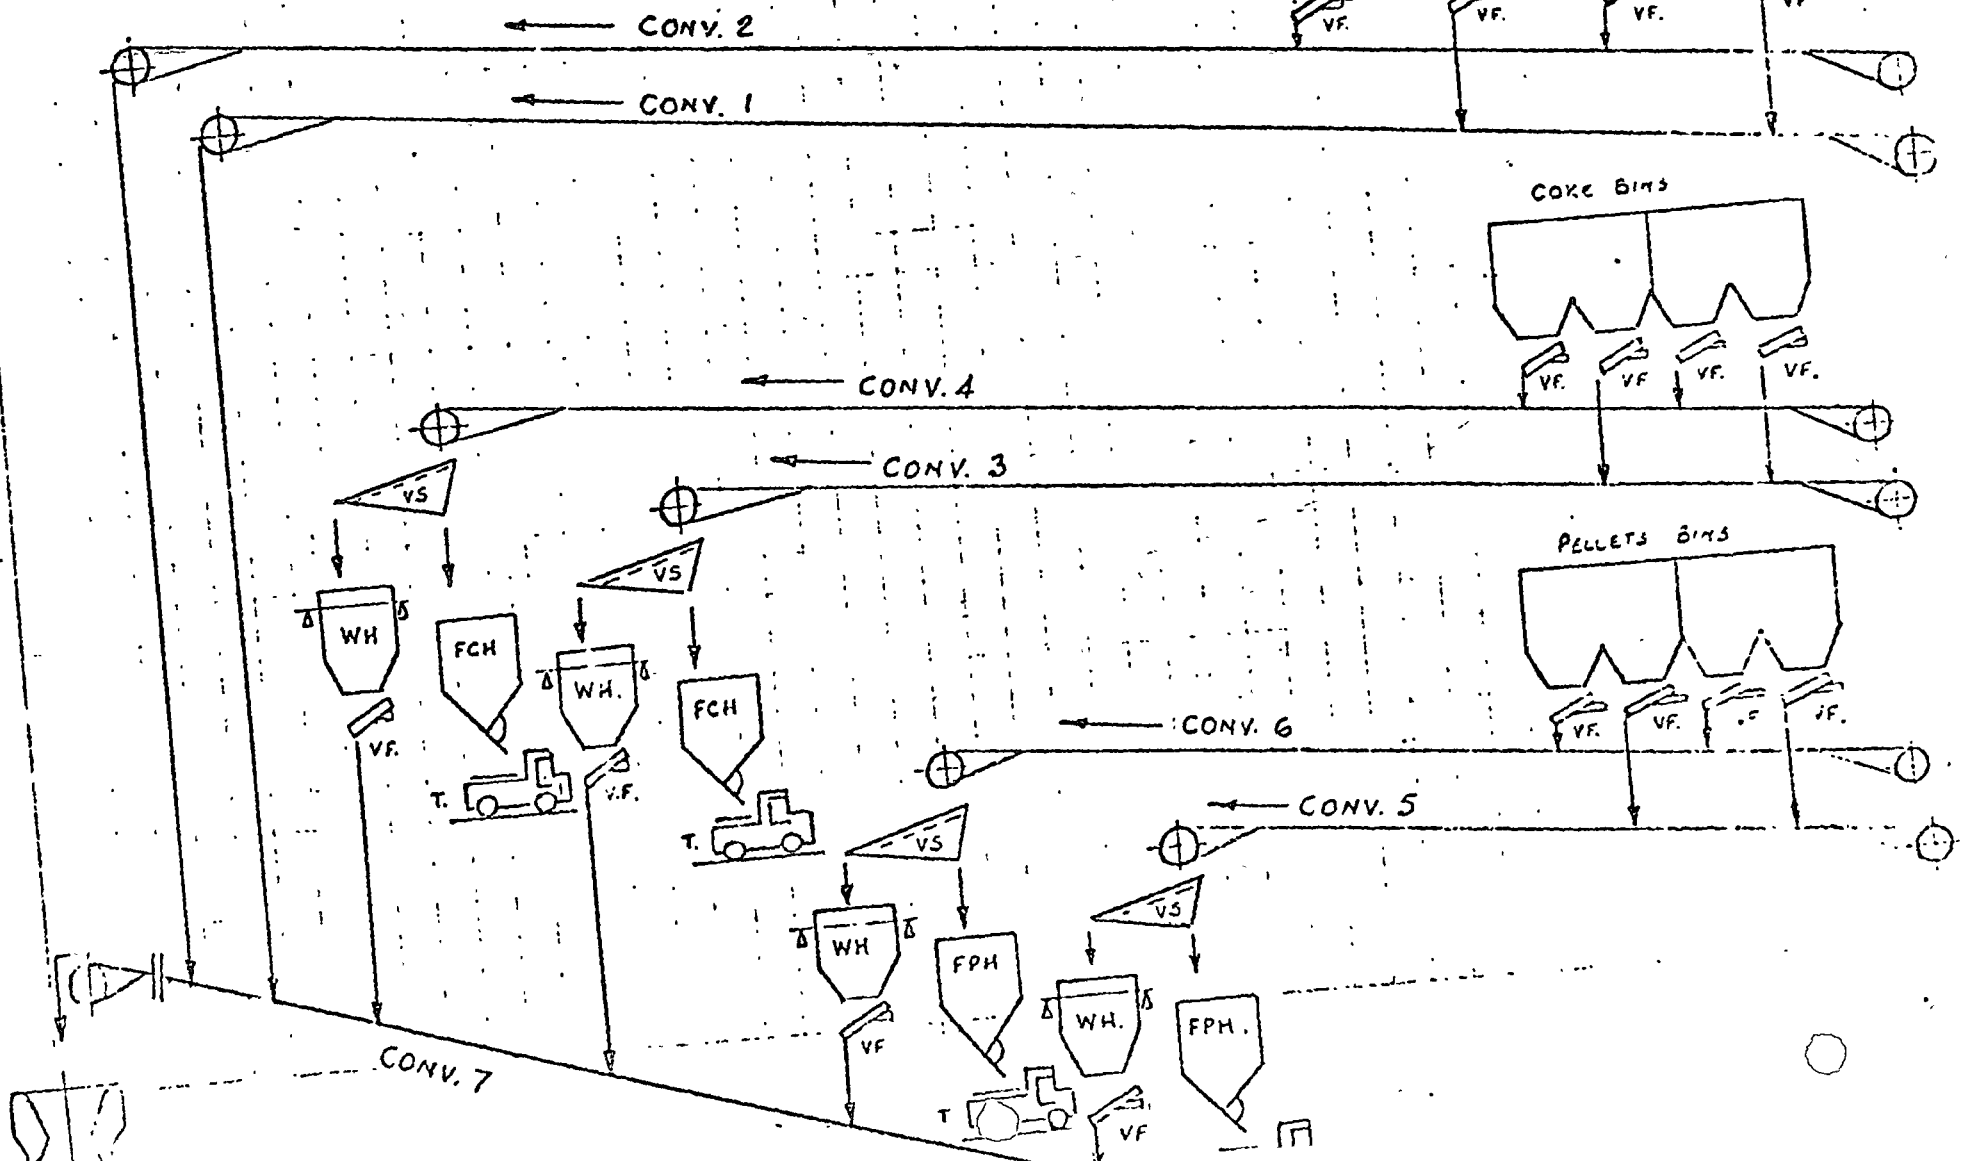 VF.
VF.
VF.
VF
CONV. 2
CONV. 1
COKE BINS
VF.
VF
VF.
VF.
CONV. 4
CONV. 3
VS
VS
PELLETS BINS
WH
FCH
WH.
FCH
VF.
VF.
VF.
CONV. 6
VF.
T.
V.F.
CONV. 5
T.
VS
VS
WH
FPH
WH.
FPH.
VF
CONV. 7
T
VF